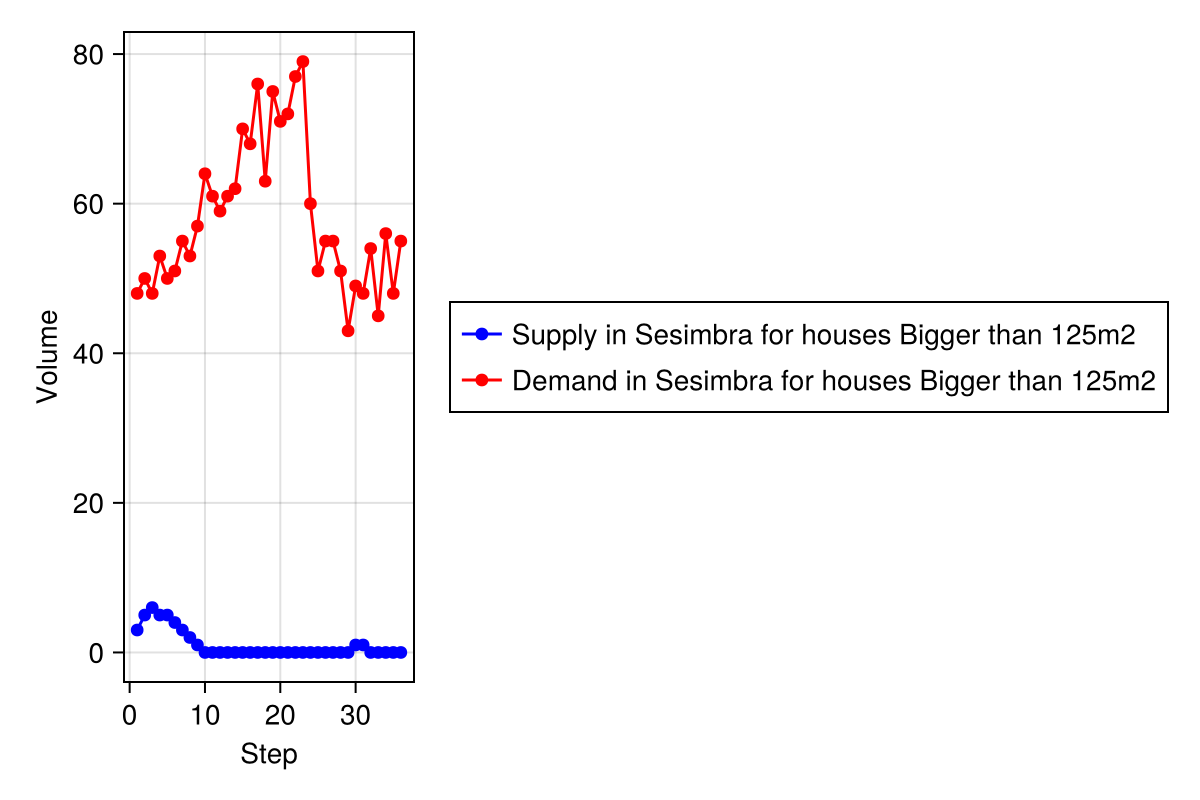 80
60
40
20
0
Volume
0 10 20 30
Step
Supply in Sesimbra for houses Bigger than 125m2
Demand in Sesimbra for houses Bigger than 125m2